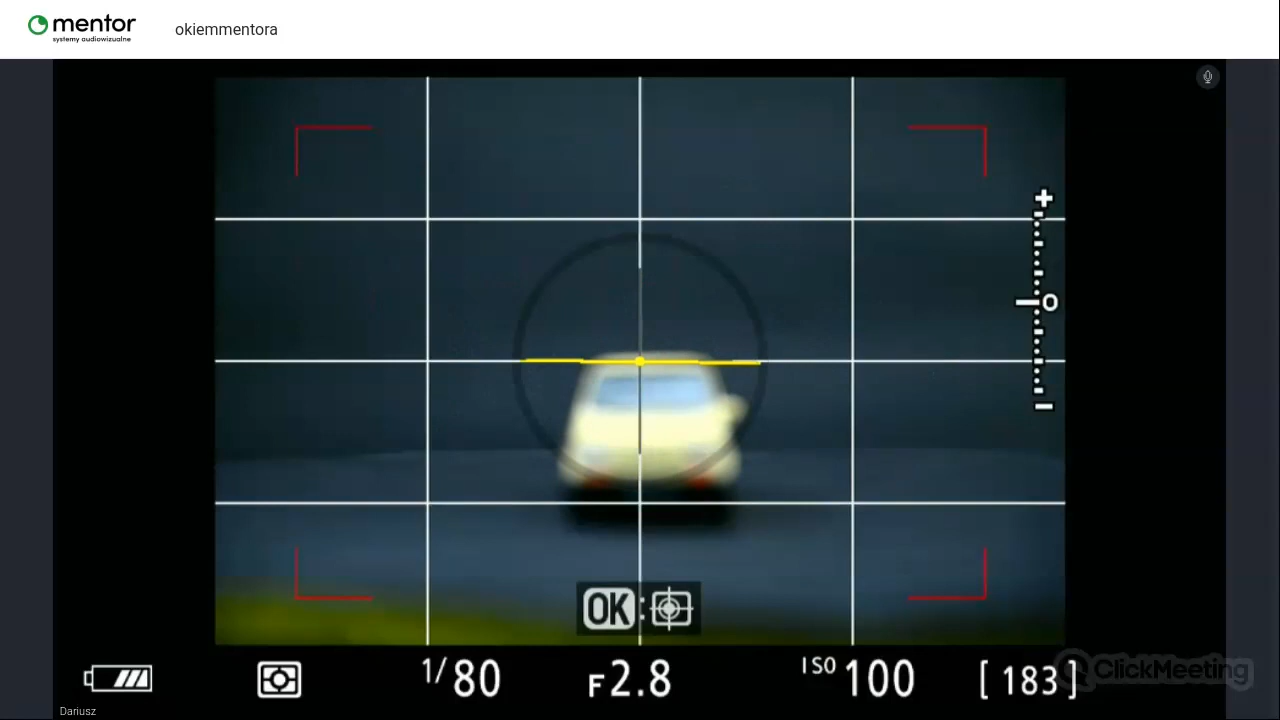 mentor
systemy audiowizualne
okiemmentora
+
0
OK :
1/80 F2.8 ISO 100 [ 183 ]
ClickMeeting
Dariusz